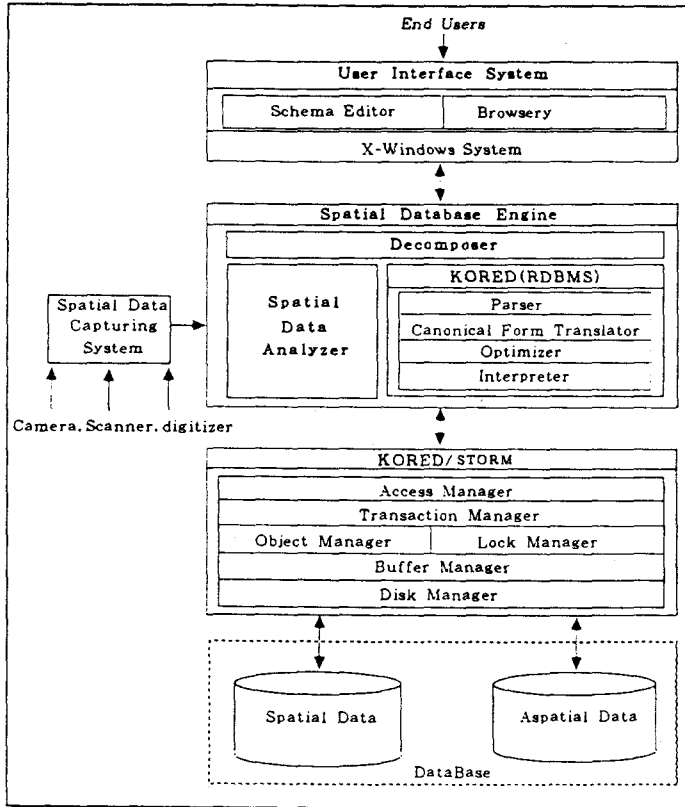 End Users
User Interface System
Schema Editor
Browsery
X-Windows System
Spatial Database Engine
Decomposer
Spatial
Data
Analyzer
KORED(RDBMS)
Parser
Canonical Form Translator
Optimizer
Interpreter
Spatial Data
Capturing
System
Camera.Scanner.digitizer
KORED/STORM
Access Manager
Transaction Manager
Object Manager
Lock Manager
Buffer Manager
Disk Manager
Spatial Data
Aspatial Data
DataBase